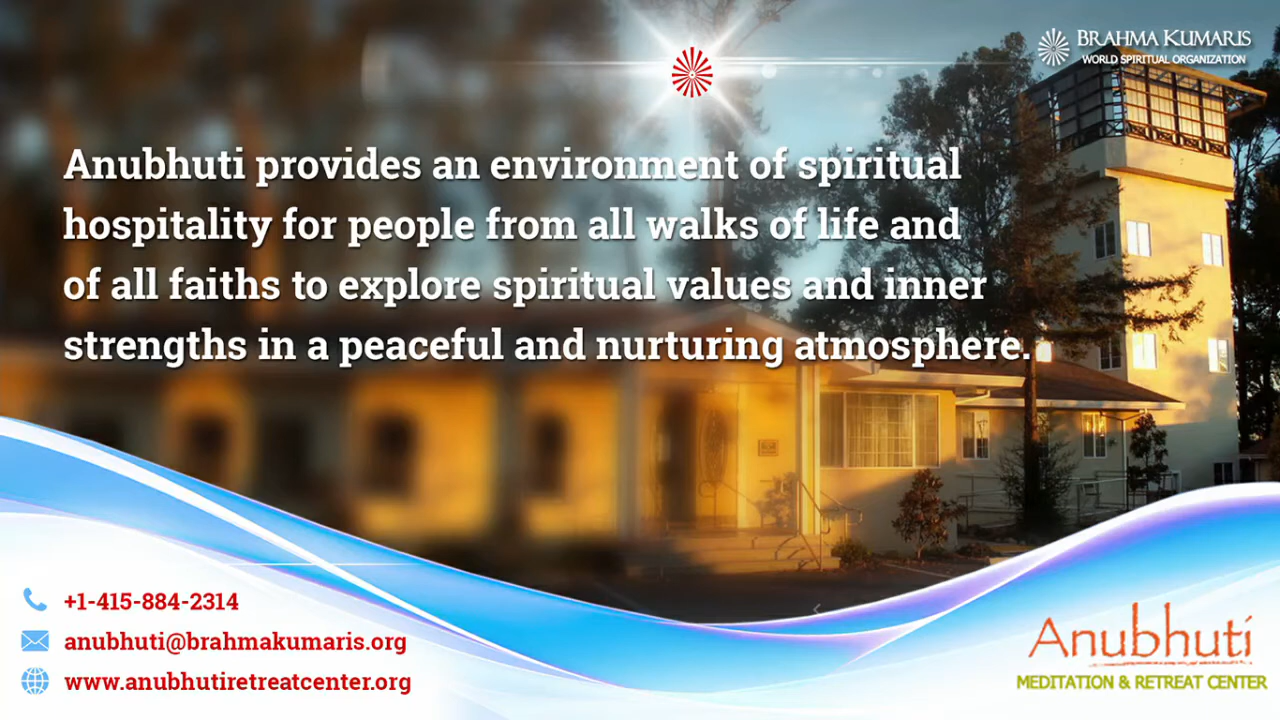 BRAHMA KUMARIS
WORLD SPIRITUAL ORGANIZATION
Anubhuti provides an environment of spiritual
hospitality for people from all walks of life and
of all faiths to explore spiritual values and inner
strengths in a peaceful and nurturing atmosphere.
+1-415-884-2314
anubhuti@brahmakumaris.org
www.anubhutiretreatcenter.org
Anubhuti
MEDITATION & RETREAT CENTER